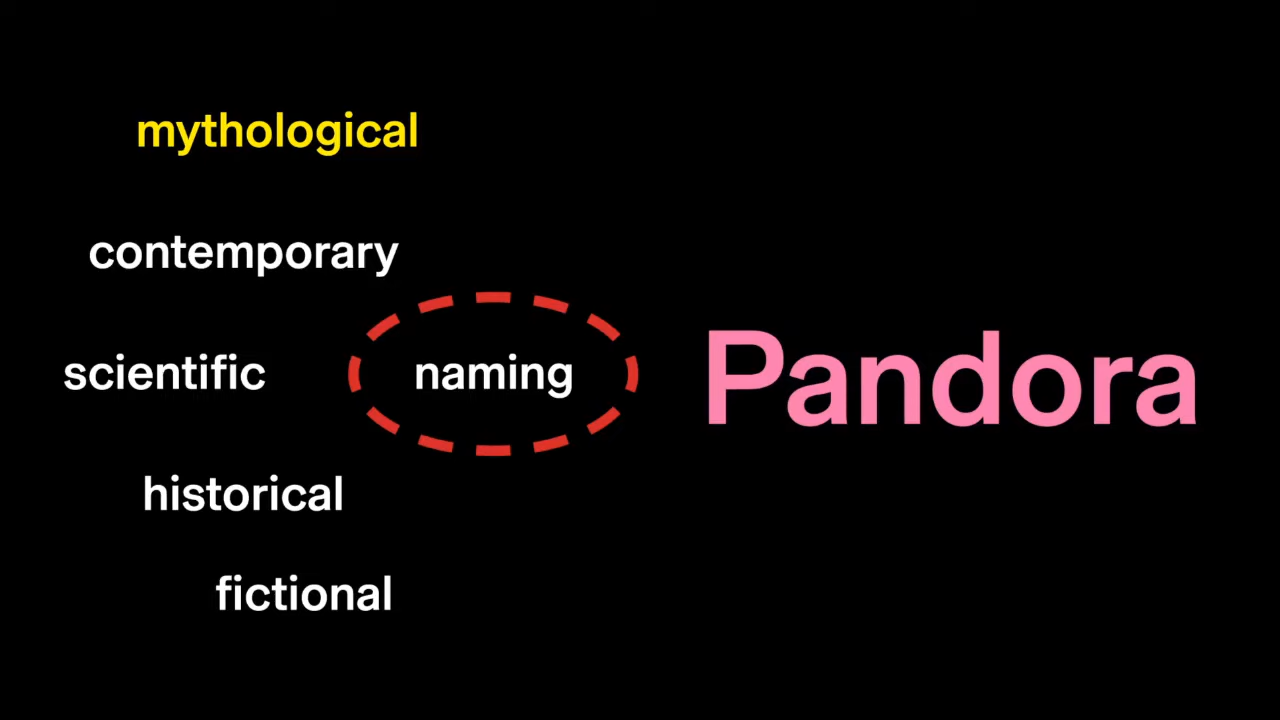 mythological
contemporary
scientific
naming
Pandora
historical
fictional